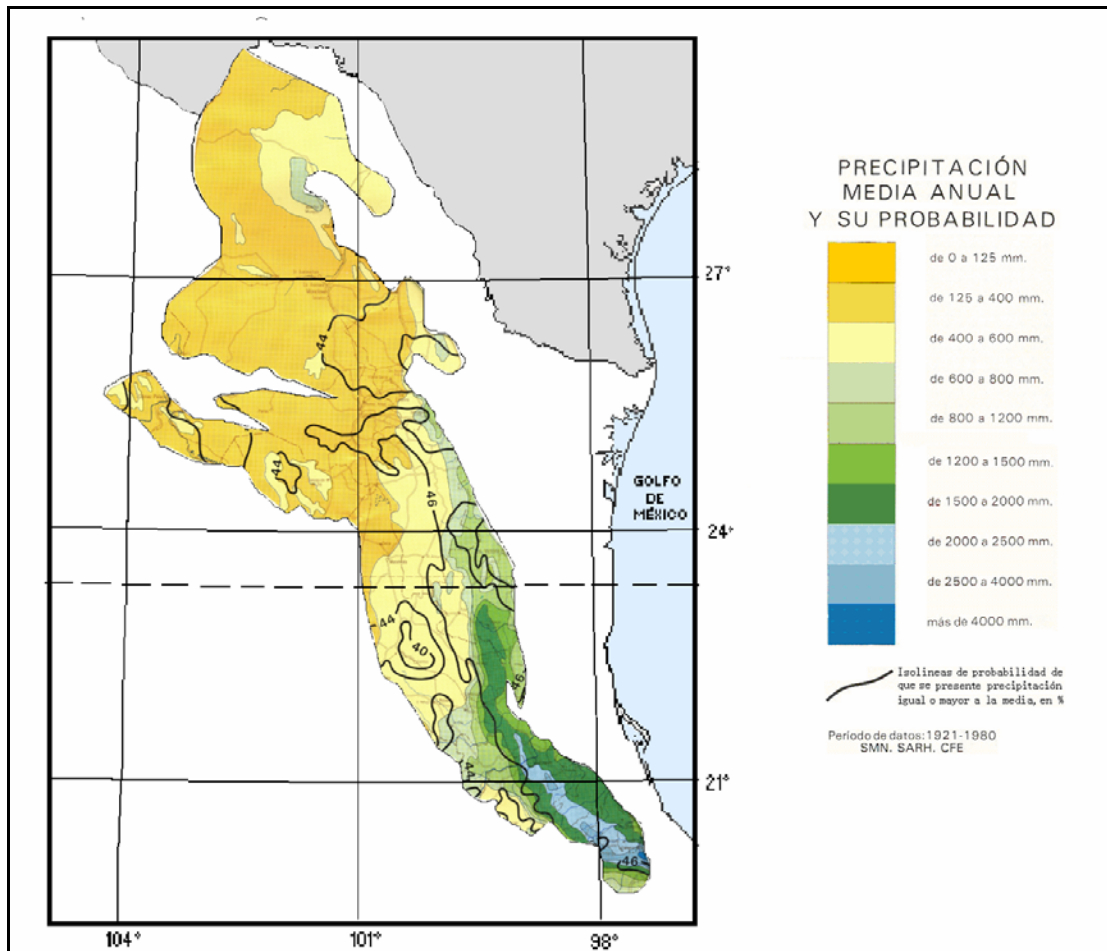 PRECIPITACIÓN
MEDIA ANUAL
Y SU PROBABILIDAD
de 0 a 125 mm.
de 125 a 400 mm.
de 400 a 600 mm.
de 600 a 800 mm.
de 800 a 1200 mm.
de 1200 a 1500 mm.
de 1500 a 2000 mm.
de 2000 a 2500 mm.
de 2500 a 4000 mm.
más de 4000 mm.
Isolineas de probabilidad de
que se presente precipitación
igual o mayor a la media, en %
Período de datos: 1921-1980
SMN. SARH. CFE
27°
44
44
46
GOLFO
DE
MÉXICO
24°
44
40
46
44
21°
46
104°
101°
98°